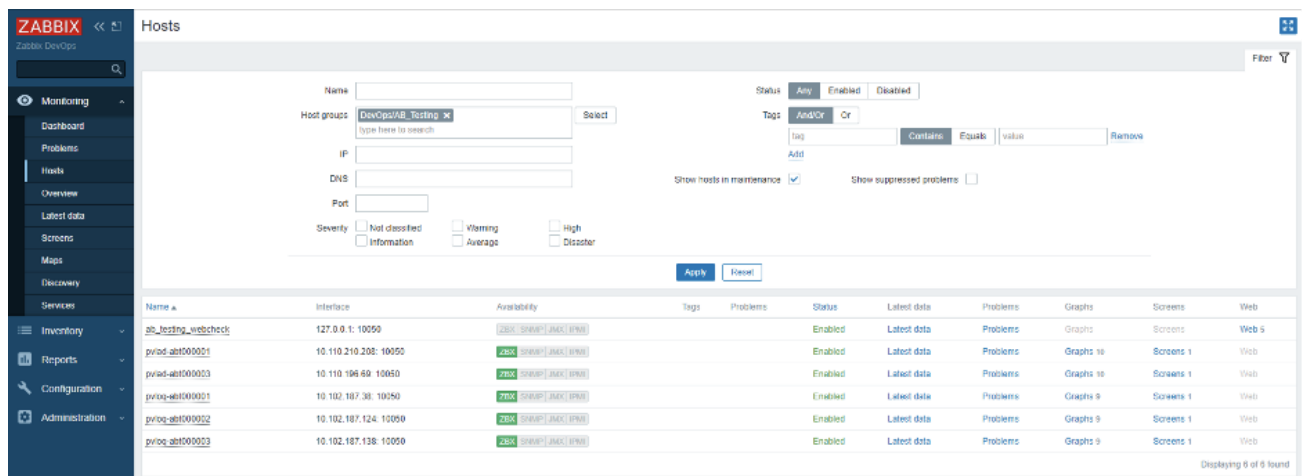 ZABBIX
Zabbix DevOps
Monitoring
Dashboard
Problems
Hosts
Overview
Latest data
Screens
Maps
Discovery
Services
Inventory
Reports
Configuration
Administration
Hosts
Filter
Name
Host groups DevOps/AB_Testing Select
type here to search
IP
DNS
Port
Severity Not classified Warning High
Information Average Disaster
Status Any Enabled Disabled
Tags And/Or Or
tag Contains Equals value Remove
Add
Show hosts in maintenance Show suppressed problems
Apply Reset
Name Interface Availability Tags Problems Status Latest data Problems Graphs Screens Web
ab_testing_webcheck 127.0.0.1: 10050 ZBX SNMP JMX IPMI Enabled Latest data Problems Graphs Screens Web 5
pvlad-abt000001 10.110.210.208: 10050 ZBX SNMP JMX IPMI Enabled Latest data Problems Graphs 10 Screens 1 Web
pvlad-abt000003 10.110.196.69: 10050 ZBX SNMP JMX IPMI Enabled Latest data Problems Graphs 10 Screens 1 Web
pvloq-abt000001 10.102.187.38: 10050 ZBX SNMP JMX IPMI Enabled Latest data Problems Graphs 9 Screens 1 Web
pvloq-abt000002 10.102.187.124: 10050 ZBX SNMP JMX IPMI Enabled Latest data Problems Graphs 9 Screens 1 Web
pvloq-abt000003 10.102.187.138: 10050 ZBX SNMP JMX IPMI Enabled Latest data Problems Graphs 9 Screens 1 Web
Displaying 6 of 6 found